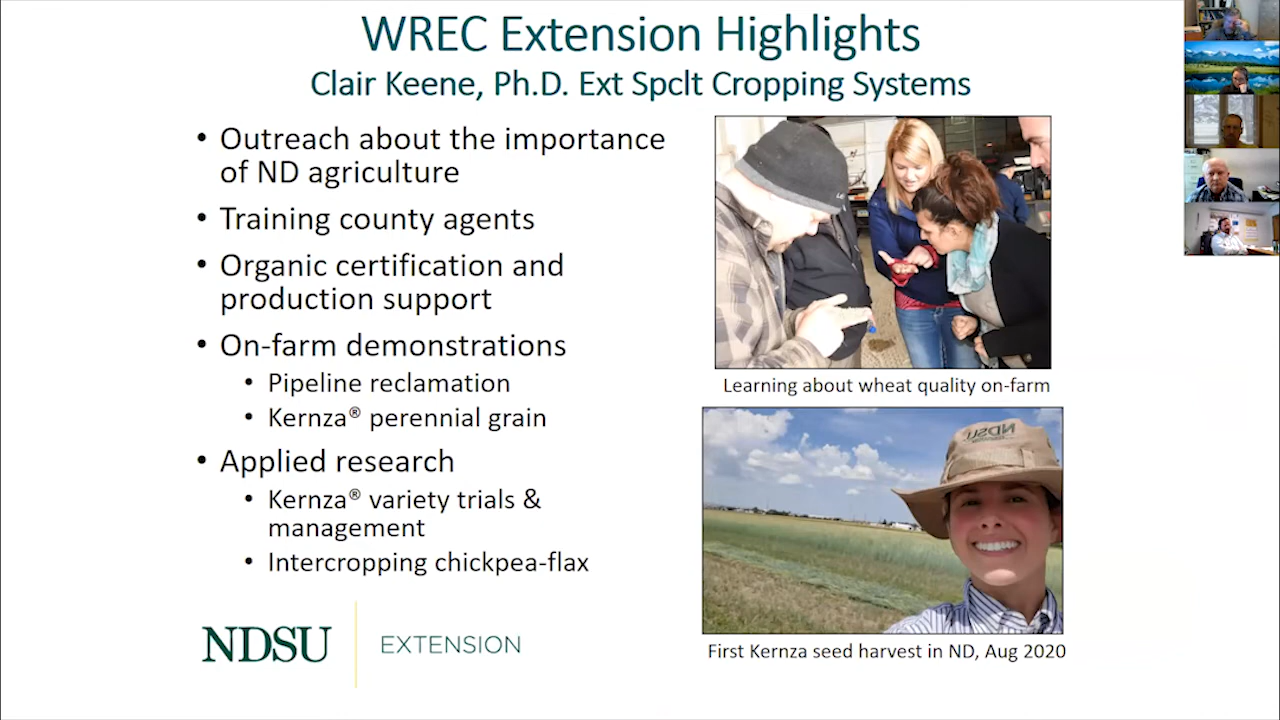 WREC Extension Highlights
Clair Keene, Ph.D. Ext Spclt Cropping Systems
• Outreach about the importance
of ND agriculture
• Training county agents
• Organic certification and
production support
• On-farm demonstrations
• Pipeline reclamation
• Kernza® perennial grain
• Applied research
• Kernza® variety trials &
management
• Intercropping chickpea-flax
Learning about wheat quality on-farm
NDSU
First Kernza seed harvest in ND, Aug 2020
NDSU | EXTENSION